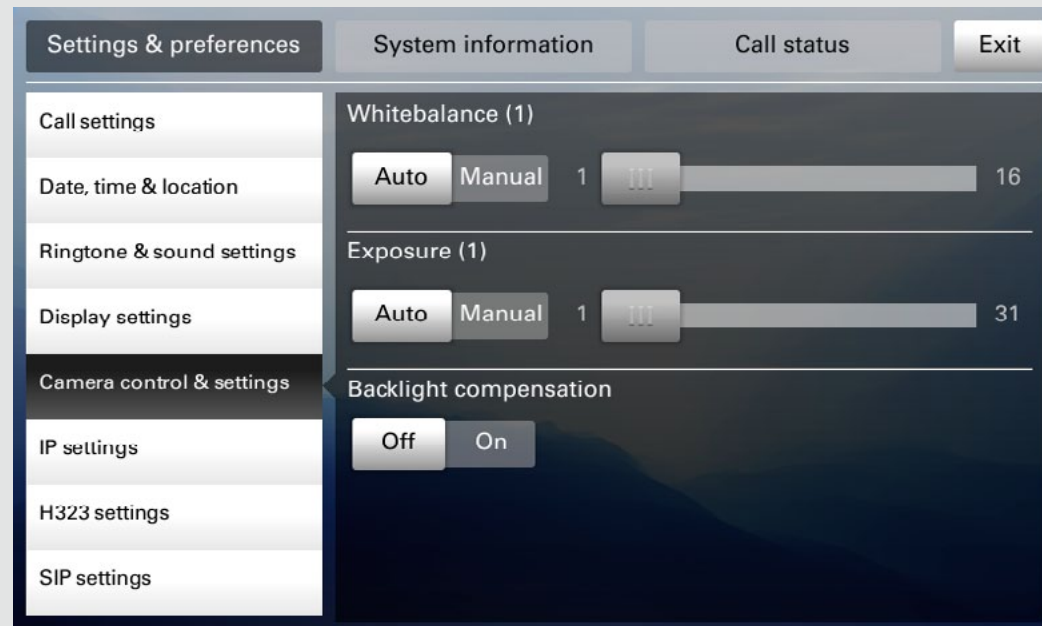 Settings & preferences
System information
Call status
Exit
Call settings
Date, time & location
Ringtone & sound settings
Display settings
Camera control & settings
IP settings
H323 settings
SIP settings
Whitebalance (1)
Auto Manual 1 16
Exposure (1)
Auto Manual 1 31
Backlight compensation
Off On